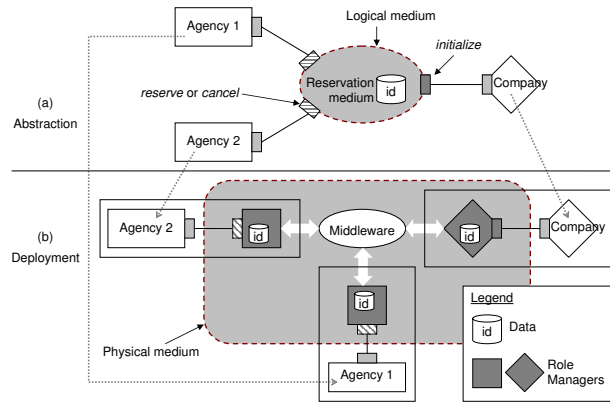 Logical medium
Agency 1
initialize
Reservation
medium
id
Company
(a)
Abstraction
reserve or cancel
Agency 2
(b)
Deployment
Agency 2
id
Middleware
id
Company
id
Physical medium
Agency 1
Legend
id
Data
Role
Managers